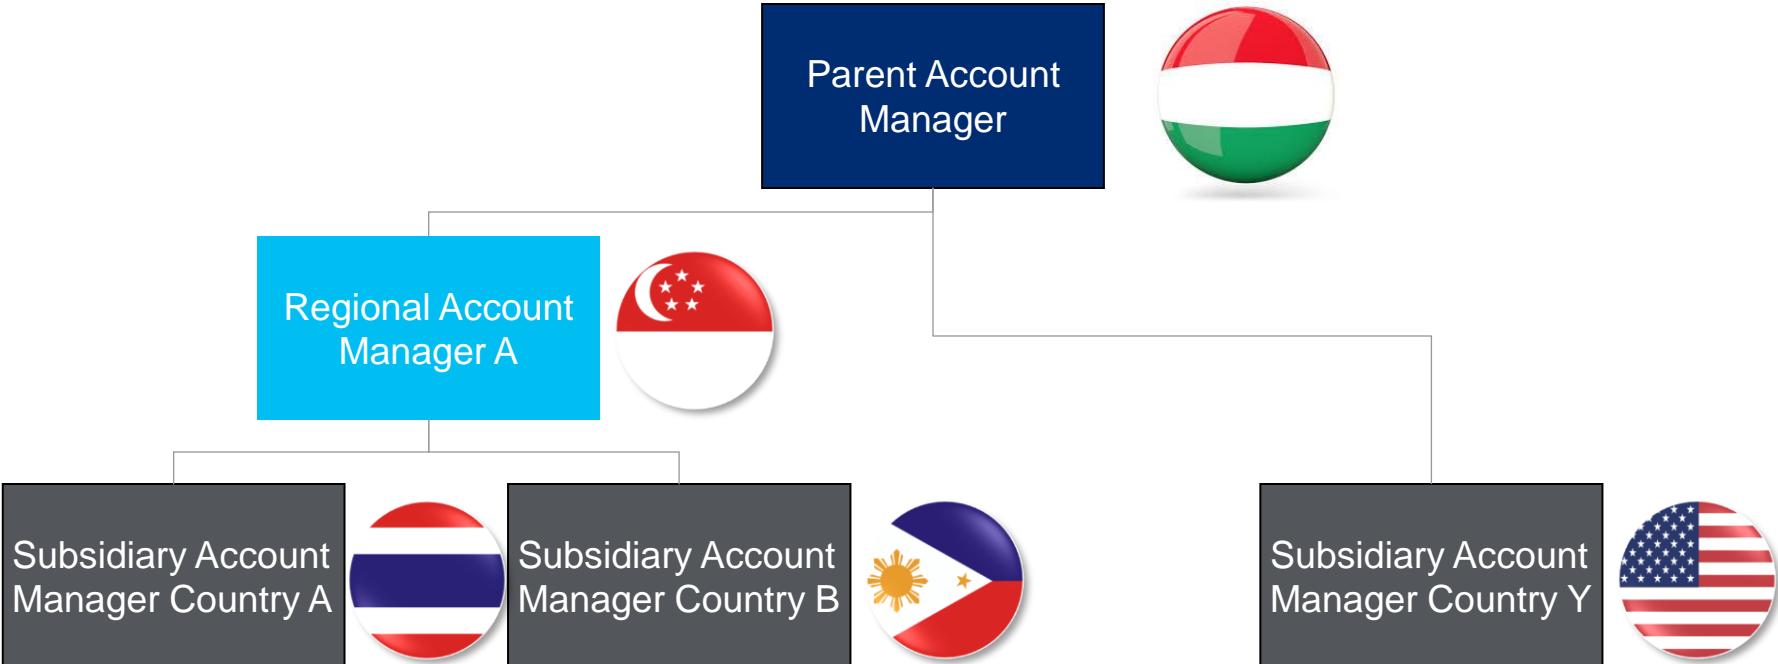 Parent Account
Manager
Regional Account
Manager A
Subsidiary Account
Manager Country A
Subsidiary Account
Manager Country B
Subsidiary Account
Manager Country Y